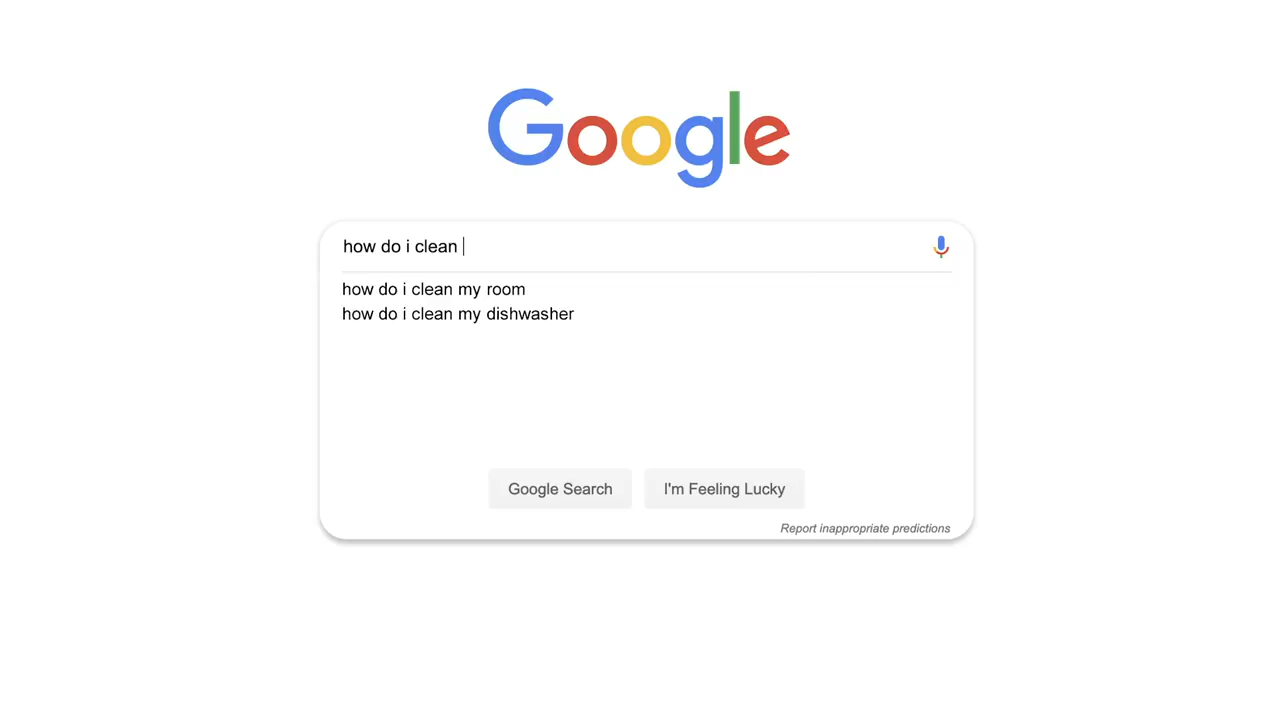 Google
how do i clean
how do i clean my room
how do i clean my dishwasher
Google Search
I'm Feeling Lucky
Report inappropriate predictions